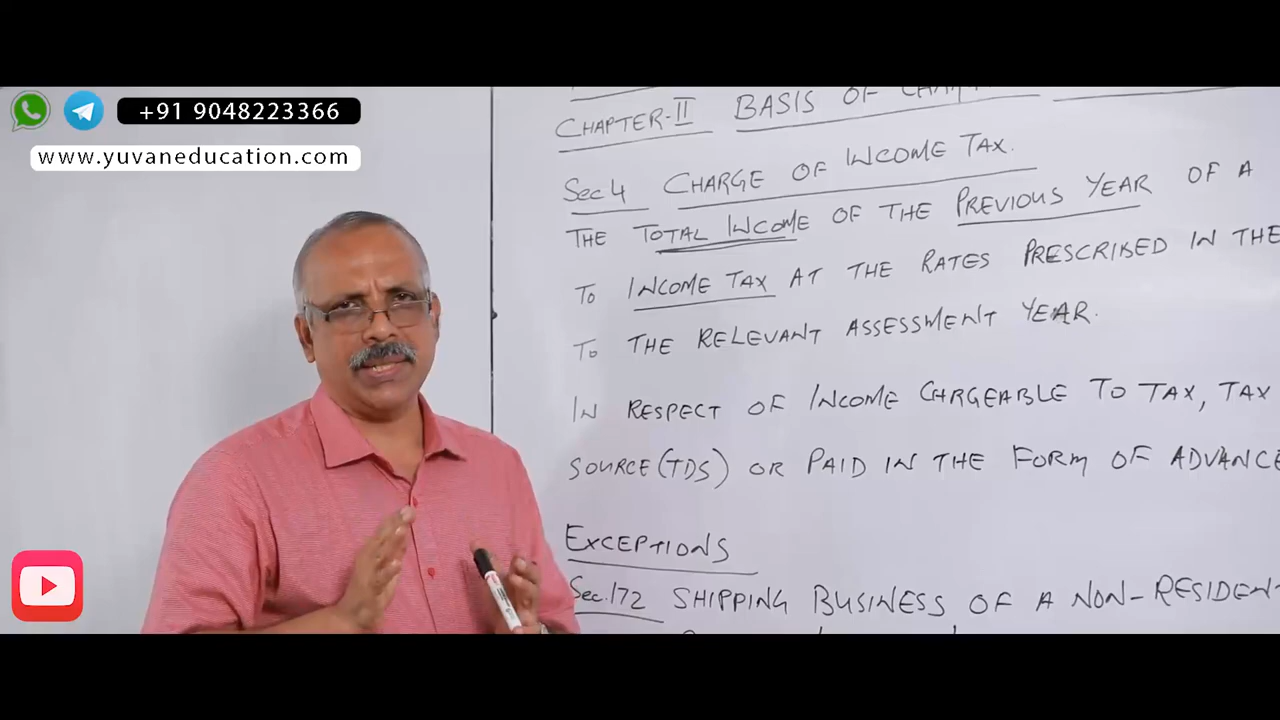 +91 9048223366
www.yuvaneducation.com
CHAPTER-II BASIS OF
Sec 4 CHARGE OF INCOME TAX.
THE TOTAL INCOME OF THE PREVIOUS YEAR OF A
TO INCOME TAX AT THE RATES PRESCRIBED IN THE
TO THE RELEVANT ASSESSMENT YEAR.
IN RESPECT OF INCOME CHRGEABLE TO TAX, TAX
SOURCE(TDS) OR PAID IN THE FORM OF ADVANCE
EXCEPTIONS
Sec.172 SHIPPING BUSINESS OF A NON-RESIDEN